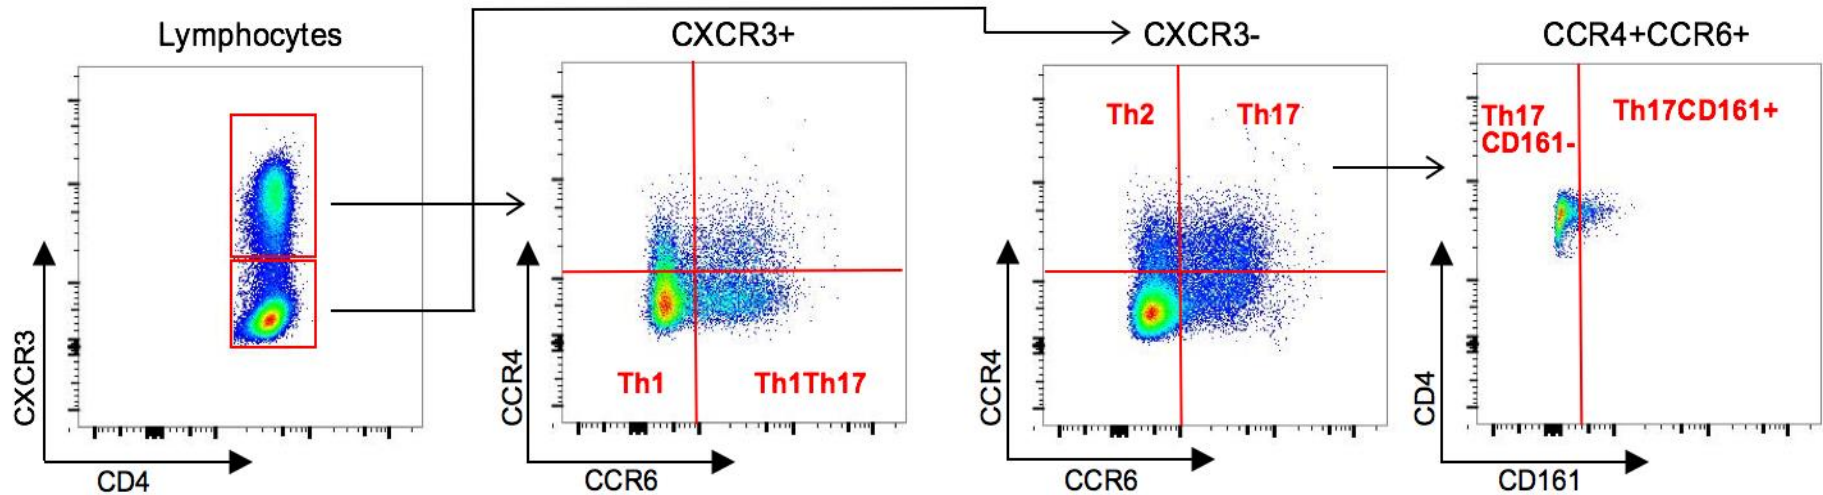 Lymphocytes
CXCR3+
CXCR3-
CCR4+CCR6+
CXCR3
CD4
CCR4
CCR6
Th1
Th1Th17
CCR4
CCR6
Th2
Th17
CD4
CD161
Th17
CD161-
Th17CD161+